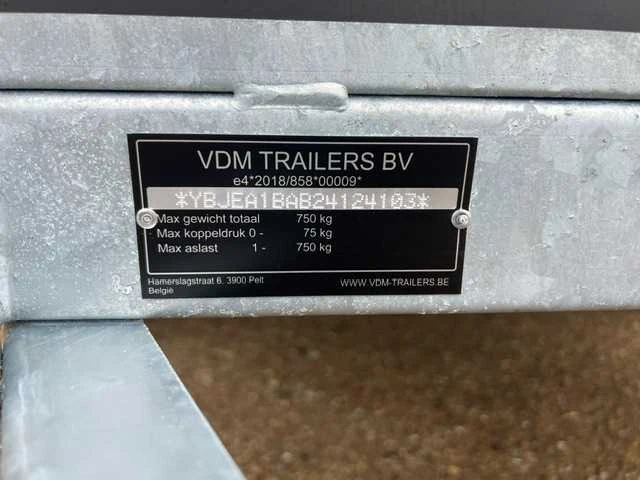 VDM TRAILERS BV
e4*2018/858*00009*
*YBJEA1BAB24124103*
Max gewicht totaal 750 kg
Max koppeldruk 0 - 75 kg
Max aslast 1 - 750 kg
Hamerslagstraat 6, 3900 Pelt
België
WWW.VDM-TRAILERS.BE